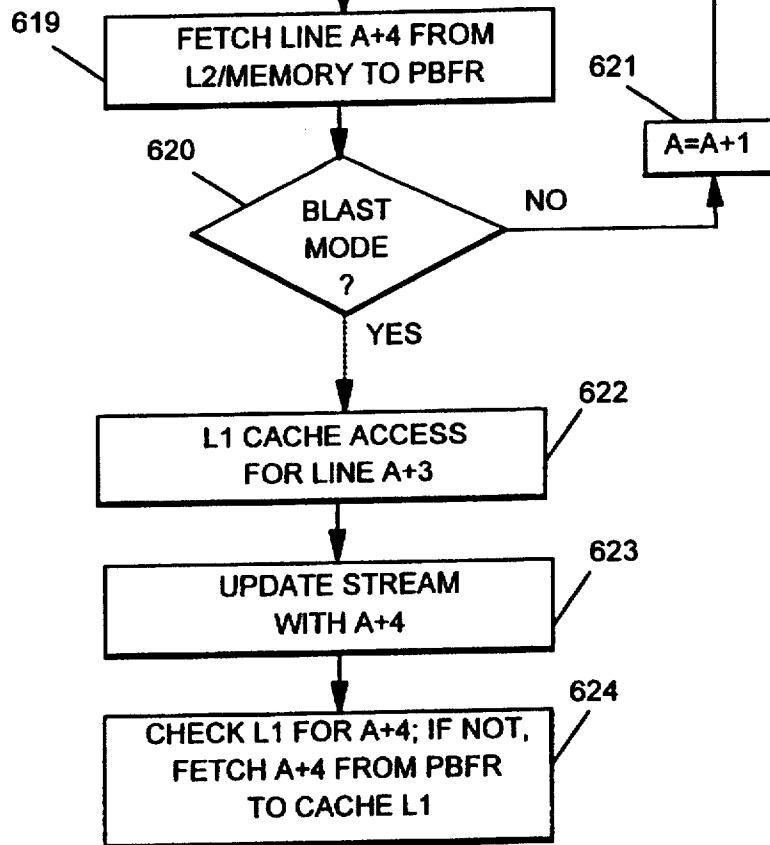 619
FETCH LINE A+4 FROM
L2/MEMORY TO PBFR
621
A=A+1
620
BLAST
MODE
?
NO
YES
622
L1 CACHE ACCESS
FOR LINE A+3
623
UPDATE STREAM
WITH A+4
624
CHECK L1 FOR A+4; IF NOT,
FETCH A+4 FROM PBFR
TO CACHE L1